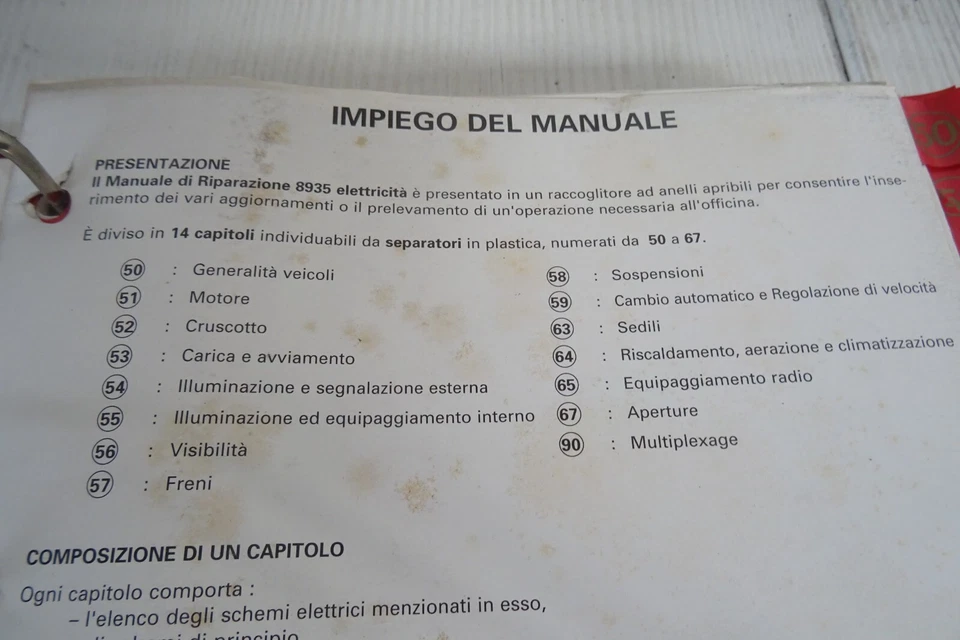 IMPIEGO DEL MANUALE
PRESENTAZIONE
Il Manuale di Riparazione 8935 elettricità è presentato in un raccoglitore ad anelli apribili per consentire l'inse-
rimento dei vari aggiornamenti o il prelevamento di un'operazione necessaria all'officina.
È diviso in 14 capitoli individuabili da separatori in plastica, numerati da 50 a 67.
50 : Generalità veicoli
51 : Motore
52 : Cruscotto
53 : Carica e avviamento
54 : Illuminazione e segnalazione esterna
55 : Illuminazione ed equipaggiamento interno
56 : Visibilità
57 : Freni
58 : Sospensioni
59 : Cambio automatico e Regolazione di velocità
63 : Sedili
64 : Riscaldamento, aerazione e climatizzazione
65 : Equipaggiamento radio
67 : Aperture
90 : Multiplexage
COMPOSIZIONE DI UN CAPITOLO
Ogni capitolo comporta :
– l'elenco degli schemi elettrici menzionati in esso,
di principio
50